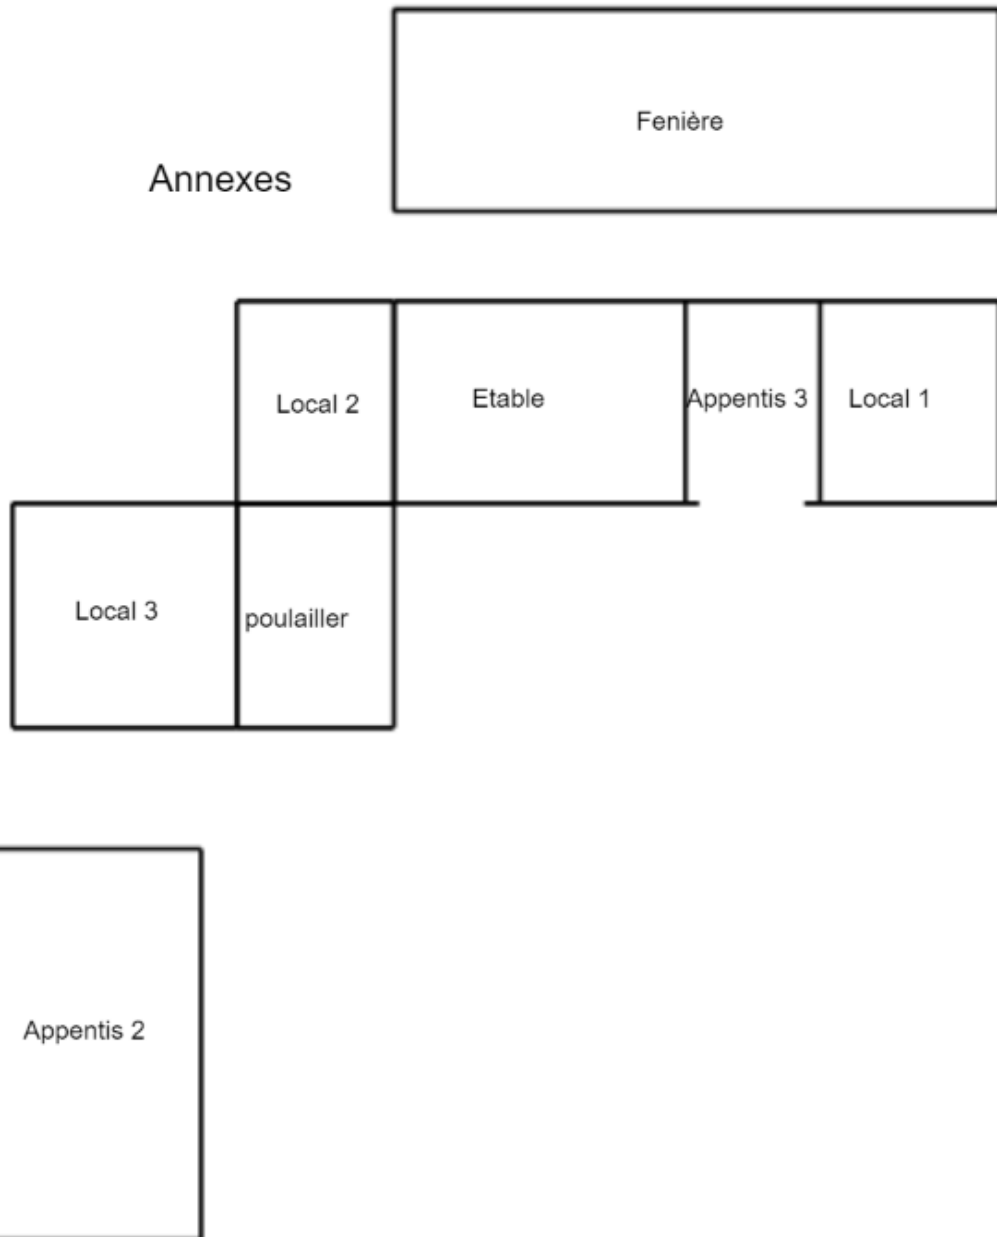 Fenière
Annexes
Local 2
Etable
Appentis 3
Local 1
Local 3
poulailler
Appentis 2